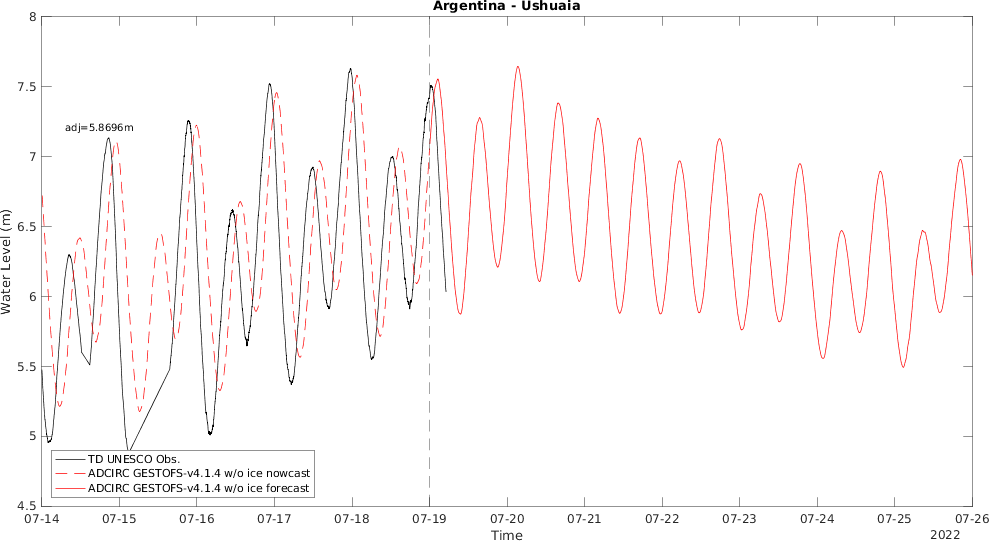 Argentina - Ushuaia
8
7.5
7
6.5
6
5.5
5
4.5
Water Level (m)
adj=5.8696m
TD UNESCO Obs.
ADCIRC GESTOFS-v4.1.4 w/o ice nowcast
ADCIRC GESTOFS-v4.1.4 w/o ice forecast
07-14 07-15 07-16 07-17 07-18 07-19 07-20 07-21 07-22 07-23 07-24 07-25 07-26
Time
2022